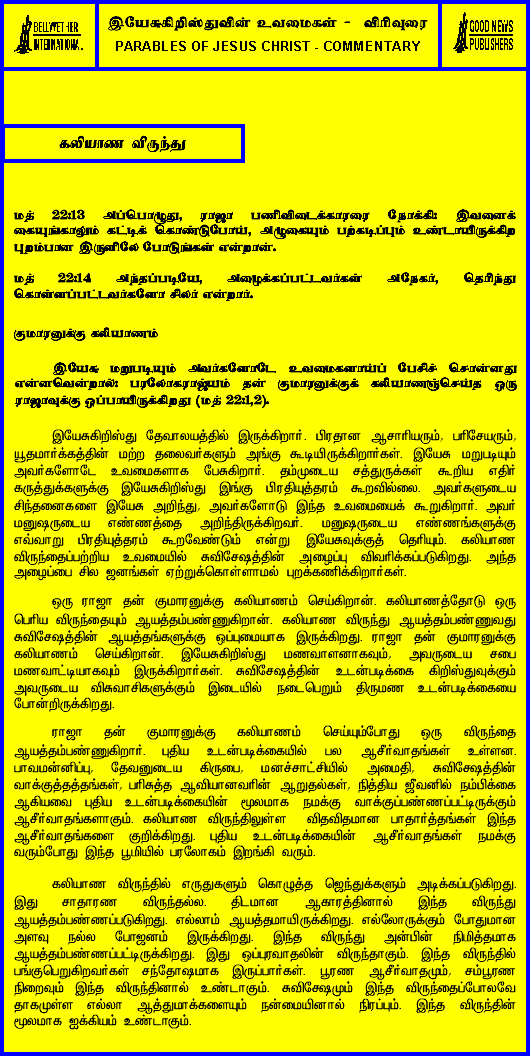 BELLWETHER
INTERNATIONAL
இயேசுகிறிஸ்துவின் உவமைகள் - விரிவுரை
PARABLES OF JESUS CHRIST - COMMENTARY
GOOD NEWS
PUBLISHERS
கலியாண விருந்து
மத் 22:13 அப்பொழுது, ராஜா பணிவிடைக்காரரை நோக்கி: இவனைக்
கையுங்காலும் கட்டிக் கொண்டுபோய், அழுகையும் பற்கடிப்பும் உண்டாயிருக்கிற
புறம்பான இருளிலே போடுங்கள் என்றான்.
மத் 22:14 அந்தப்படியே, அழைக்கப்பட்டவர்கள் அநேகர், தெரிந்து
கொள்ளப்பட்டவர்களோ சிலர் என்றார்.
குமாரனுக்கு கலியாணம்
இயேசு மறுபடியும் அவர்களோடே உவமைகளாய்ப் பேசிச் சொன்னது
என்னவென்றால்: பரலோகராஜ்யம் தன் குமாரனுக்குக் கலியாணஞ்செய்த ஒரு
ராஜாவுக்கு ஒப்பாயிருக்கிறது (மத் 22:1,2).
இயேசுகிறிஸ்து தேவாலயத்தில் இருக்கிறார். பிரதான ஆசாரியரும், பரிசேயரும்,
யூதமார்க்கத்தின் மற்ற தலைவர்களும் அங்கு கூடியிருக்கிறார்கள். இயேசு மறுபடியும்
அவர்களோடே உவமைகளாக பேசுகிறார். தம்முடைய சத்துருக்கள் கூறிய எதிர்
கருத்துக்களுக்கு இயேசுகிறிஸ்து இங்கு பிரதியுத்தரம் கூறவில்லை. அவர்களுடைய
சிந்தனைகளை இயேசு அறிந்து, அவர்களோடு இந்த உவமையைக் கூறுகிறார். அவர்
மனுஷருடைய எண்ணத்தை அறிந்திருக்கிறவர். மனுஷருடைய எண்ணங்களுக்கு
எவ்வாறு பிரதியுத்தரம் கூறவேண்டும் என்று இயேசுவுக்குத் தெரியும். கலியாண
விருந்தைப்பற்றிய உவமையில் சுவிசேஷத்தின் அழைப்பு விவரிக்கப்படுகிறது. அந்த
அழைப்பை சில ஜனங்கள் ஏற்றுக்கொள்ளாமல் புறக்கணிக்கிறார்கள்.
ஒரு ராஜா தன் குமாரனுக்கு கலியாணம் செய்கிறான். கலியாணத்தோடு ஒரு
பெரிய விருந்தையும் ஆயத்தம்பண்ணுகிறான். கலியாண விருந்து ஆயத்தம்பண்ணுவது
சுவிசேஷத்தின் ஆயத்தங்களுக்கு ஒப்புமையாக இருக்கிறது. ராஜா தன் குமாரனுக்கு
கலியாணம் செய்கிறான். இயேசுகிறிஸ்து மணவாளனாகவும், அவருடைய சபை
மணவாட்டியாகவும் இருக்கிறார்கள். சுவிசேஷத்தின் உடன்படிக்கை கிறிஸ்துவுக்கும்
அவருடைய விசுவாசிகளுக்கும் இடையில் நடைபெறும் திருமண உடன்படிக்கையை
போன்றிருக்கிறது.
ராஜா தன் குமாரனுக்கு கலியாணம் செய்யும்போது ஒரு விருந்தை
ஆயத்தம்பண்ணுகிறார். புதிய உடன்படிக்கையில் பல ஆசீர்வாதங்கள் உள்ளன.
பாவமன்னிப்பு, தேவனுடைய கிருபை, மனச்சாட்சியில் அமைதி, சுவிசேஷத்தின்
வாக்குத்தத்தங்கள், பரிசுத்த ஆவியானவரின் ஆறுதல்கள், நித்திய ஜீவனில் நம்பிக்கை
ஆகியவை புதிய உடன்படிக்கையின் மூலமாக நமக்கு வாக்குப்பண்ணப்பட்டிருக்கும்
ஆசீர்வாதங்களாகும். கலியாண விருந்திலுள்ள விதவிதமான பாதார்த்தங்கள் இந்த
ஆசீர்வாதங்களை குறிக்கிறது. புதிய உடன்படிக்கையின் ஆசீர்வாதங்கள் நமக்கு
வரும்போது இந்த பூமியில் பரலோகம் இறங்கி வரும்.
கலியாண விருந்தில் எருதுகளும் கொழுத்த ஜெந்துக்களும் அடிக்கப்படுகிறது.
இது சாதாரண விருந்தல்ல. திடமான ஆகாரத்தினால் இந்த விருந்து
ஆயத்தம்பண்ணப்படுகிறது. எல்லாம் ஆயத்தமாயிருக்கிறது. எல்லோருக்கும் போதுமான
அளவு நல்ல போஜனம் இருக்கிறது. இந்த விருந்து அன்பின் நிமித்தமாக
ஆயத்தம்பண்ணப்பட்டிருக்கிறது. இது ஒப்புரவாதலின் விருந்தாகும். இந்த விருந்தில்
பங்குபெறுகிறவர்கள் சந்தோஷமாக இருப்பார்கள். பூரண ஆசீர்வாதமும், சம்பூரண
நிறைவும் இந்த விருந்தினால் உண்டாகும். சுவிசேஷமும் இந்த விருந்தைப்போலவே
தாகமுள்ள எல்லா ஆத்துமாக்களையும் நன்மையினால் நிரப்பும். இந்த விருந்தின்
மூலமாக ஐக்கியம் உண்டாகும்.